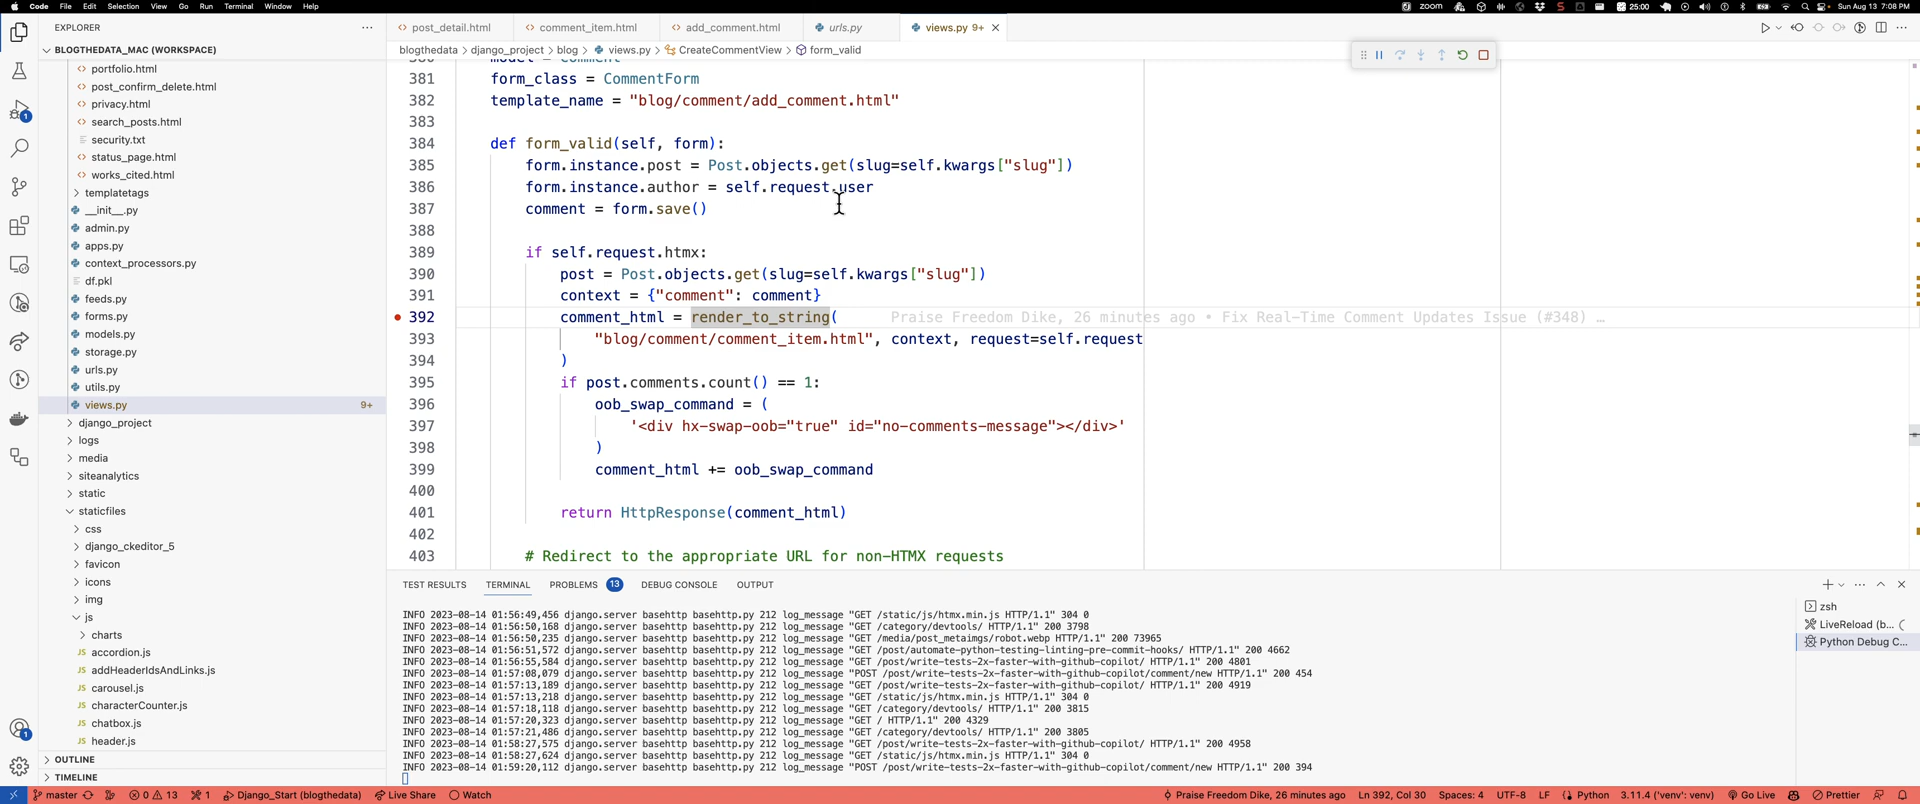 Code File Edit Selection View Go Run Terminal Window Help zoom 25:00 Sun Aug 13 7:08 PM
EXPLORER
BLOGTHEDATA_MAC (WORKSPACE)
portfolio.html
post_confirm_delete.html
privacy.html
search_posts.html
security.txt
status_page.html
works_cited.html
templatetags
__init__.py
admin.py
apps.py
context_processors.py
df.pkl
feeds.py
forms.py
models.py
storage.py
urls.py
utils.py
views.py 9+
django_project
logs
media
siteanalytics
static
staticfiles
css
django_ckeditor_5
favicon
icons
img
js
charts
accordion.js
addHeaderIdsAndLinks.js
carousel.js
characterCounter.js
chatbox.js
header.js
OUTLINE
TIMELINE
post_detail.html comment_item.html add_comment.html urls.py views.py 9+
blogthedata > django_project > blog > views.py > CreateCommentView > form_valid
380 model = Comment
381 form_class = CommentForm
382 template_name = "blog/comment/add_comment.html"
383
384 def form_valid(self, form):
385 form.instance.post = Post.objects.get(slug=self.kwargs["slug"])
386 form.instance.author = self.request.user
387 comment = form.save()
388
389 if self.request.htmx:
390 post = Post.objects.get(slug=self.kwargs["slug"])
391 context = {"comment": comment}
392 comment_html = render_to_string( Praise Freedom Dike, 26 minutes ago • Fix Real-Time Comment Updates Issue (#348) …
393 "blog/comment/comment_item.html", context, request=self.request
394 )
395 if post.comments.count() == 1:
396 oob_swap_command = (
397 '<div hx-swap-oob="true" id="no-comments-message"></div>'
398 )
399 comment_html += oob_swap_command
400
401 return HttpResponse(comment_html)
402
403 # Redirect to the appropriate URL for non-HTMX requests
TEST RESULTS TERMINAL PROBLEMS 13 DEBUG CONSOLE OUTPUT
INFO 2023-08-14 01:56:49,456 django.server basehttp basehttp.py 212 log_message "GET /static/js/htmx.min.js HTTP/1.1" 304 0
INFO 2023-08-14 01:56:50,168 django.server basehttp basehttp.py 212 log_message "GET /category/devtools/ HTTP/1.1" 200 3798
INFO 2023-08-14 01:56:50,235 django.server basehttp basehttp.py 212 log_message "GET /media/post_metaimgs/robot.webp HTTP/1.1" 200 73965
INFO 2023-08-14 01:56:51,572 django.server basehttp basehttp.py 212 log_message "GET /post/automate-python-testing-linting-pre-commit-hooks/ HTTP/1.1" 200 4662
INFO 2023-08-14 01:56:55,584 django.server basehttp basehttp.py 212 log_message "GET /post/write-tests-2x-faster-with-github-copilot/ HTTP/1.1" 200 4801
INFO 2023-08-14 01:57:08,079 django.server basehttp basehttp.py 212 log_message "POST /post/write-tests-2x-faster-with-github-copilot/comment/new HTTP/1.1" 200 454
INFO 2023-08-14 01:57:13,189 django.server basehttp basehttp.py 212 log_message "GET /post/write-tests-2x-faster-with-github-copilot/ HTTP/1.1" 200 4919
INFO 2023-08-14 01:57:13,218 django.server basehttp basehttp.py 212 log_message "GET /static/js/htmx.min.js HTTP/1.1" 304 0
INFO 2023-08-14 01:57:18,118 django.server basehttp basehttp.py 212 log_message "GET /category/devtools/ HTTP/1.1" 200 3815
INFO 2023-08-14 01:57:20,323 django.server basehttp basehttp.py 212 log_message "GET / HTTP/1.1" 200 4329
INFO 2023-08-14 01:57:21,486 django.server basehttp basehttp.py 212 log_message "GET /category/devtools/ HTTP/1.1" 200 3805
INFO 2023-08-14 01:58:27,575 django.server basehttp basehttp.py 212 log_message "GET /post/write-tests-2x-faster-with-github-copilot/ HTTP/1.1" 200 4958
INFO 2023-08-14 01:58:27,624 django.server basehttp basehttp.py 212 log_message "GET /static/js/htmx.min.js HTTP/1.1" 304 0
INFO 2023-08-14 01:59:20,112 django.server basehttp basehttp.py 212 log_message "POST /post/write-tests-2x-faster-with-github-copilot/comment/new HTTP/1.1" 200 394
zsh
LiveReload (b...
Python Debug C...
master 0 13 1 Django_Start (blogthedata) Live Share Watch Praise Freedom Dike, 26 minutes ago Ln 392, Col 30 Spaces: 4 UTF-8 LF Python 3.11.4 ('venv': venv) Go Live Prettier